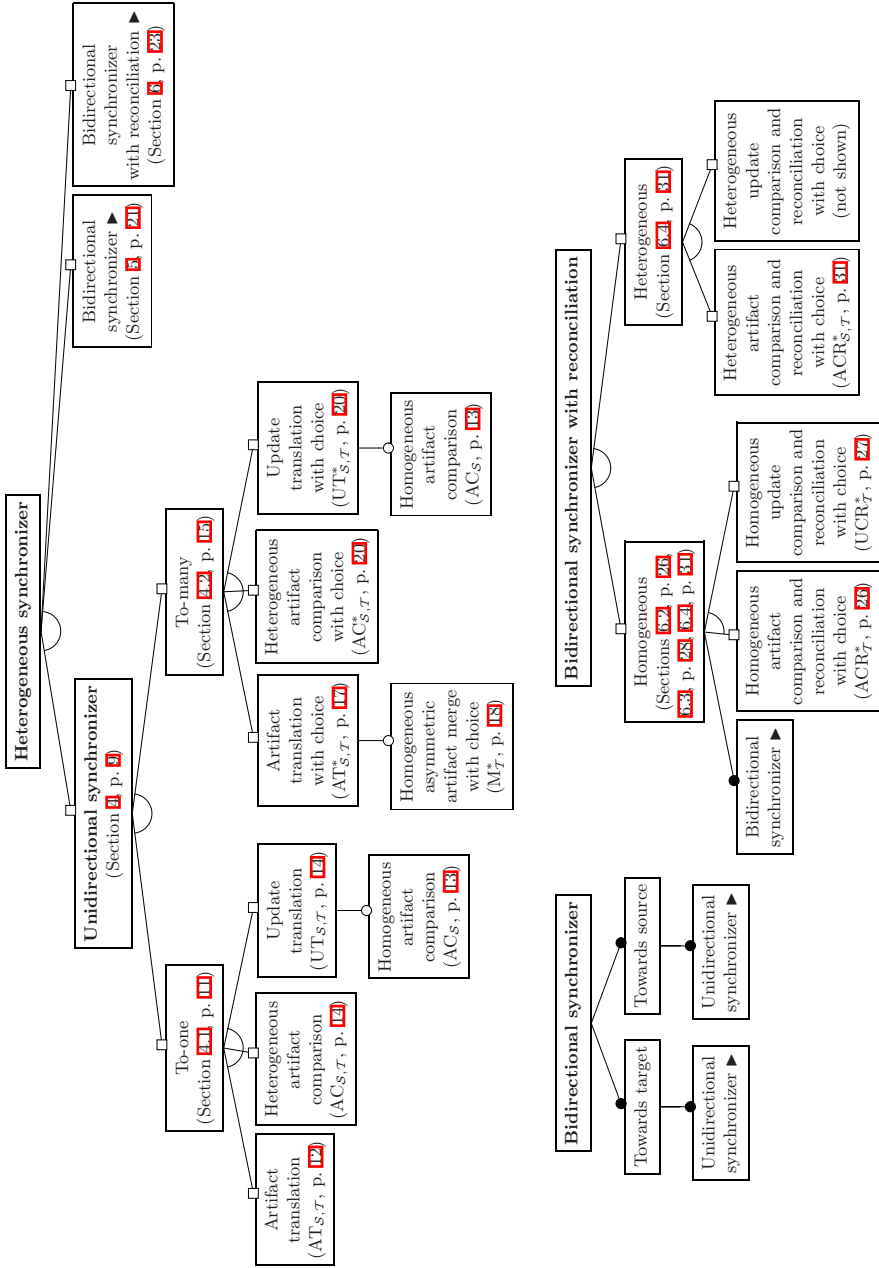 Heterogeneous synchronizer
Unidirectional synchronizer
(Section 4, p. 9)
Bidirectional
synchronizer ▶
(Section 5, p. 21)
Bidirectional
synchronizer
with reconciliation ▶
(Section 6, p. 23)
To-one
(Section 4.1, p. 11)
To-many
(Section 4.2, p. 15)
Artifact
translation
(AT_{S,T}, p. 12)
Heterogeneous
artifact
comparison
(AC_{S,T}, p. 14)
Update
translation
(UT_{S,T}, p. 14)
Artifact
translation
with choice
(AT*_{S,T}, p. 17)
Heterogeneous
artifact
comparison
with choice
(AC*_{S,T}, p. 20)
Update
translation
with choice
(UT*_{S,T}, p. 20)
Homogeneous
artifact
comparison
(AC_S, p. 13)
Homogeneous
asymmetric
artifact merge
with choice
(M*_T, p. 18)
Homogeneous
artifact
comparison
(AC_S, p. 13)
Bidirectional synchronizer
Towards target
Towards source
Unidirectional
synchronizer ▶
Unidirectional
synchronizer ▶
Bidirectional synchronizer with reconciliation
Homogeneous
(Sections 6.2, p. 26,
6.3, p. 28, 6.4, p. 31)
Heterogeneous
(Section 6.4, p. 31)
Bidirectional
synchronizer ▶
Homogeneous
artifact
comparison and
reconciliation
with choice
(ACR*_T, p. 26)
Homogeneous
update
comparison and
reconciliation
with choice
(UCR*_T, p. 27)
Heterogeneous
artifact
comparison and
reconciliation
with choice
(ACR*_{S,T}, p. 31)
Heterogeneous
update
comparison and
reconciliation
with choice
(not shown)